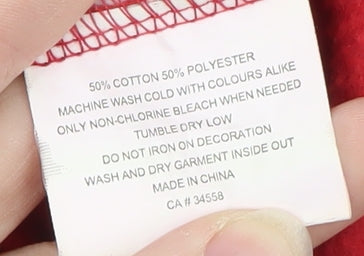 50% COTTON 50% POLYESTER
MACHINE WASH COLD WITH COLOURS ALIKE
ONLY NON-CHLORINE BLEACH WHEN NEEDED
TUMBLE DRY LOW
DO NOT IRON ON DECORATION
WASH AND DRY GARMENT INSIDE OUT
MADE IN CHINA
CA # 34558